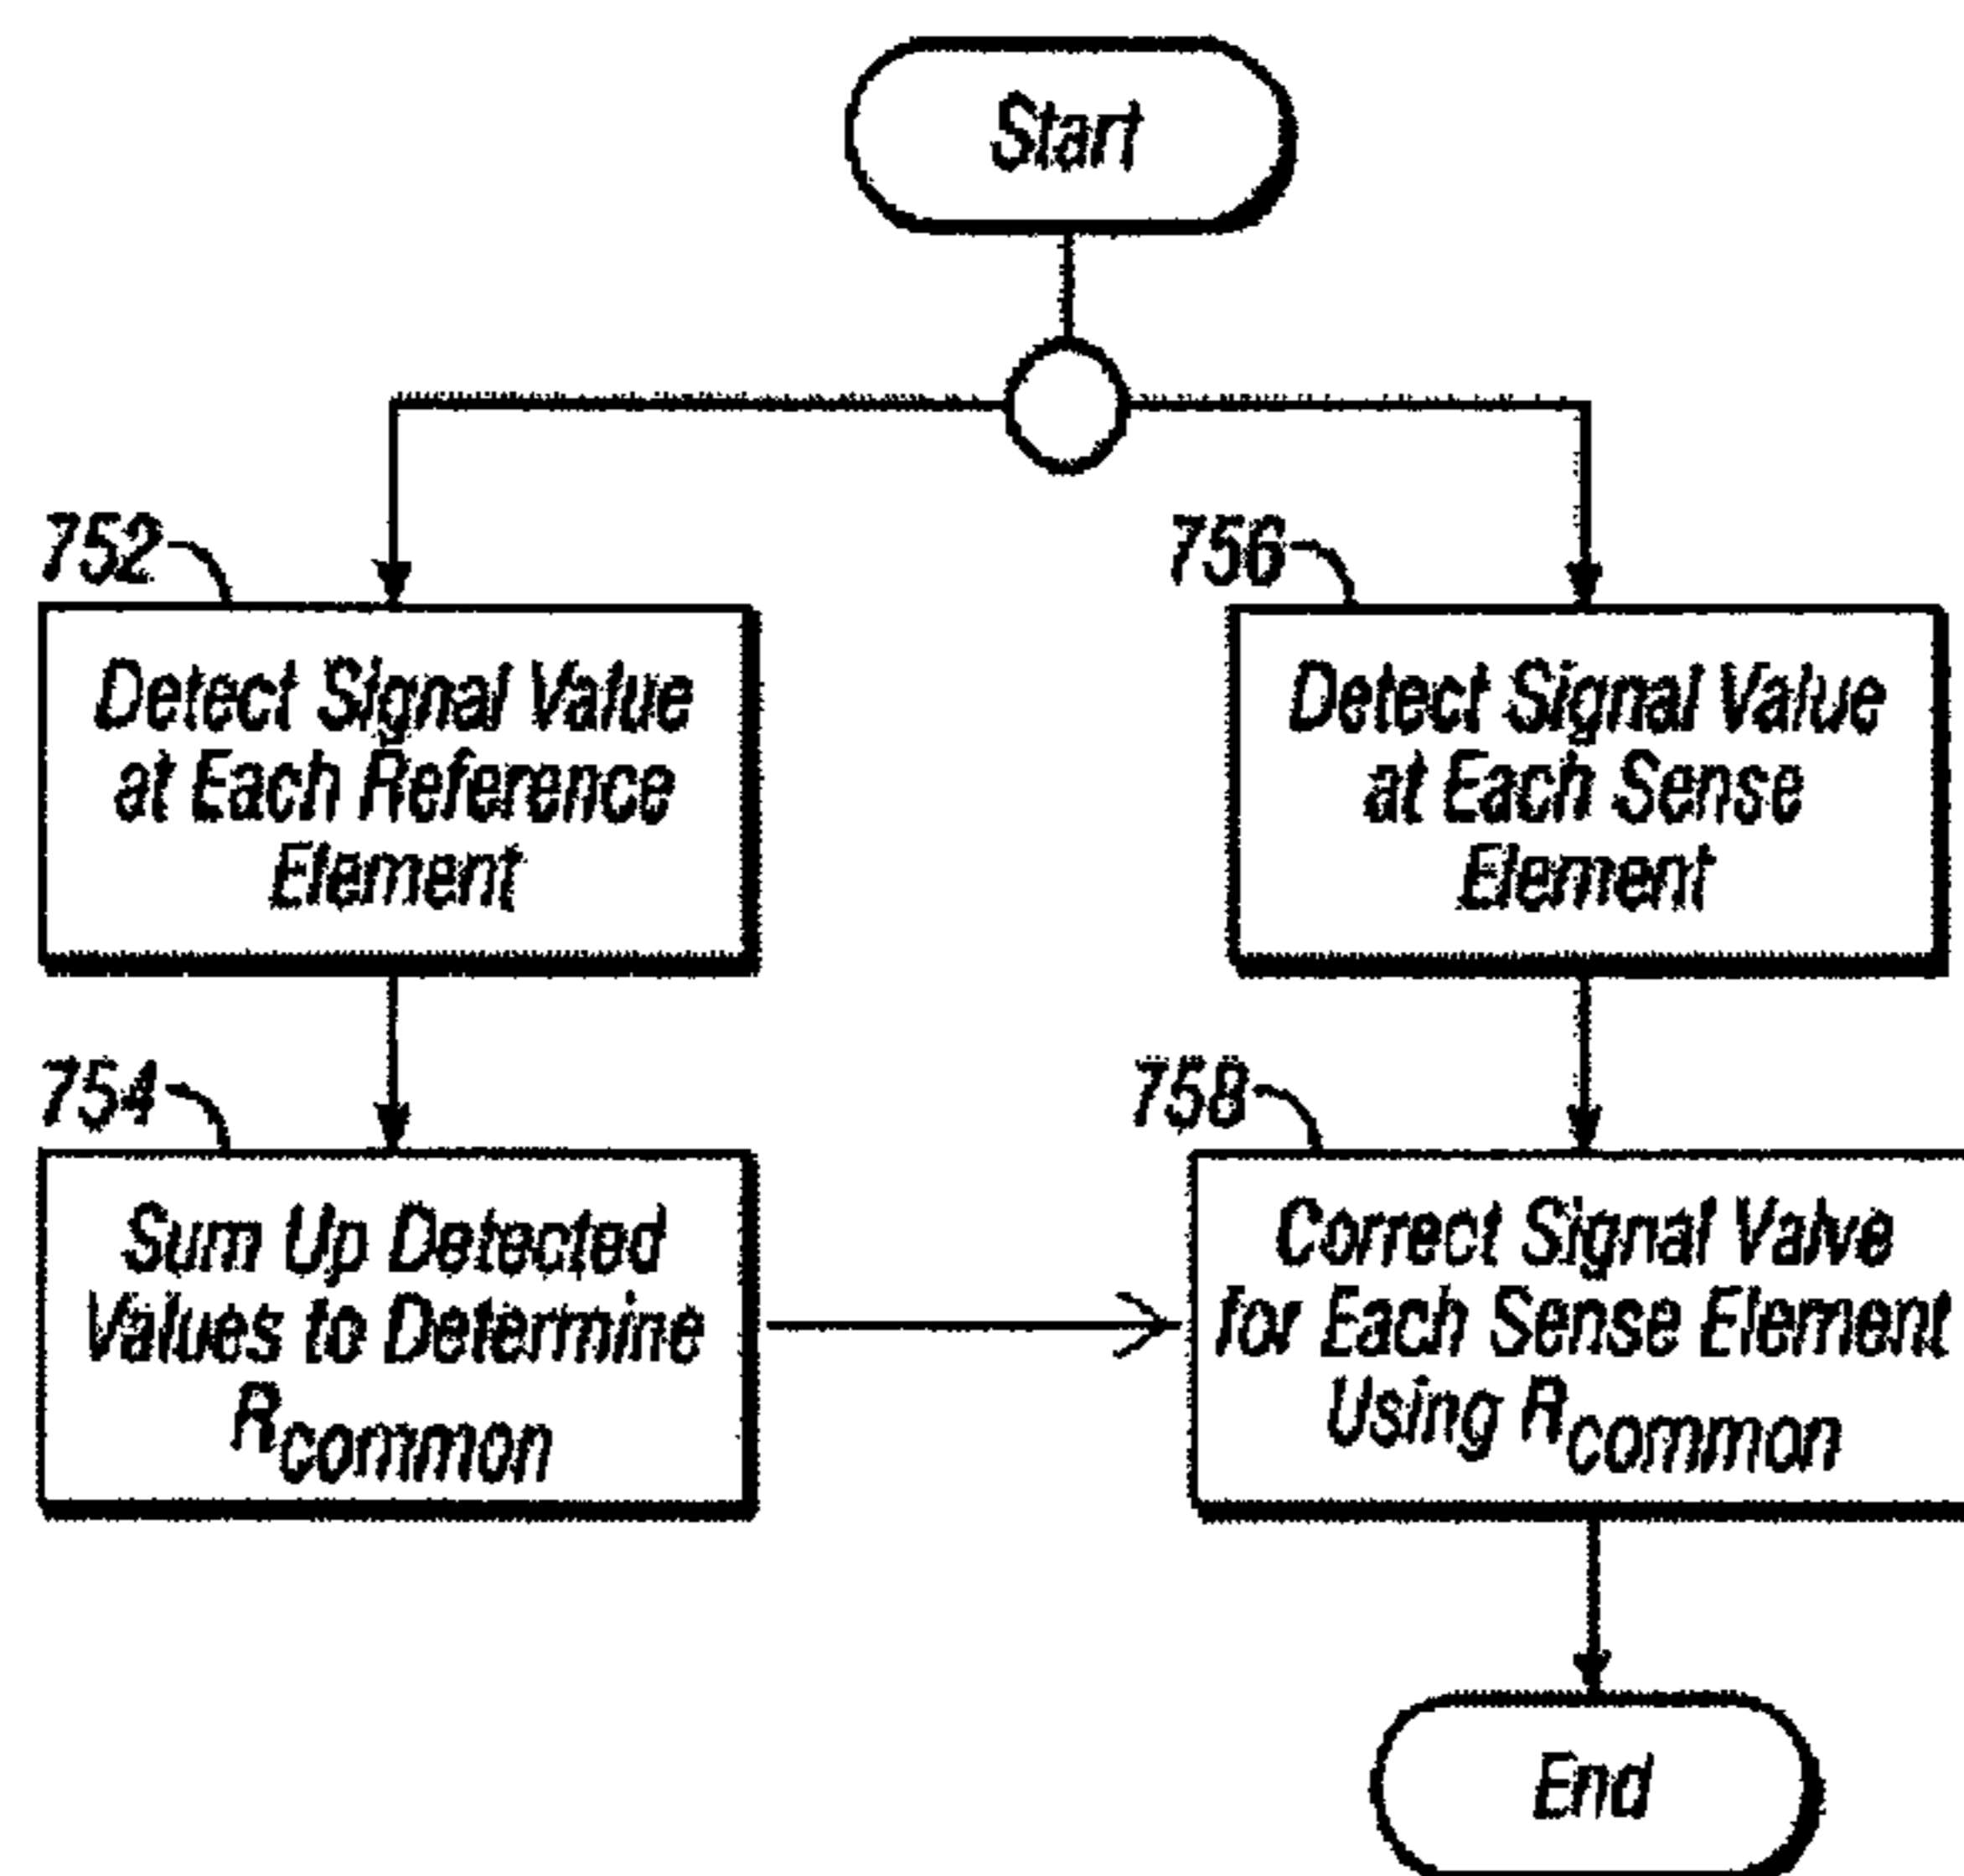 Start
752
Detect Signal Value
at Each Reference
Element
756
Detect Signal Value
at Each Sense
Element
754
Sum Up Detected
Values to Determine
Rcommon
758
Correct Signal Valve
for Each Sense Element
Using Rcommon
End